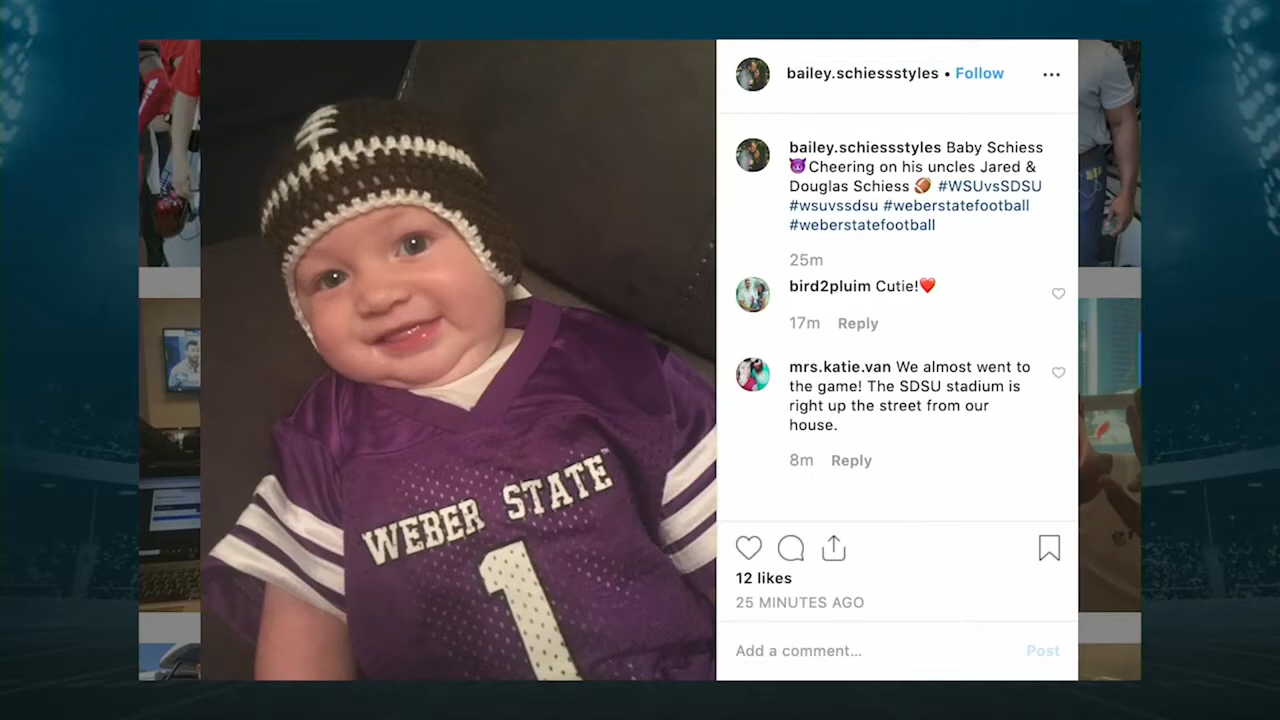 WEBER STATE
1
bailey.schiessstyles • Follow
bailey.schiessstyles Baby Schiess
😈Cheering on his uncles Jared &
Douglas Schiess 🏈 #WSUvsSDSU
#wsuvssdsu #weberstatefootball
#weberstatefootball
25m
bird2pluim Cutie!❤️
17m Reply
mrs.katie.van We almost went to
the game! The SDSU stadium is
right up the street from our
house.
8m Reply
12 likes
25 MINUTES AGO
Add a comment... Post